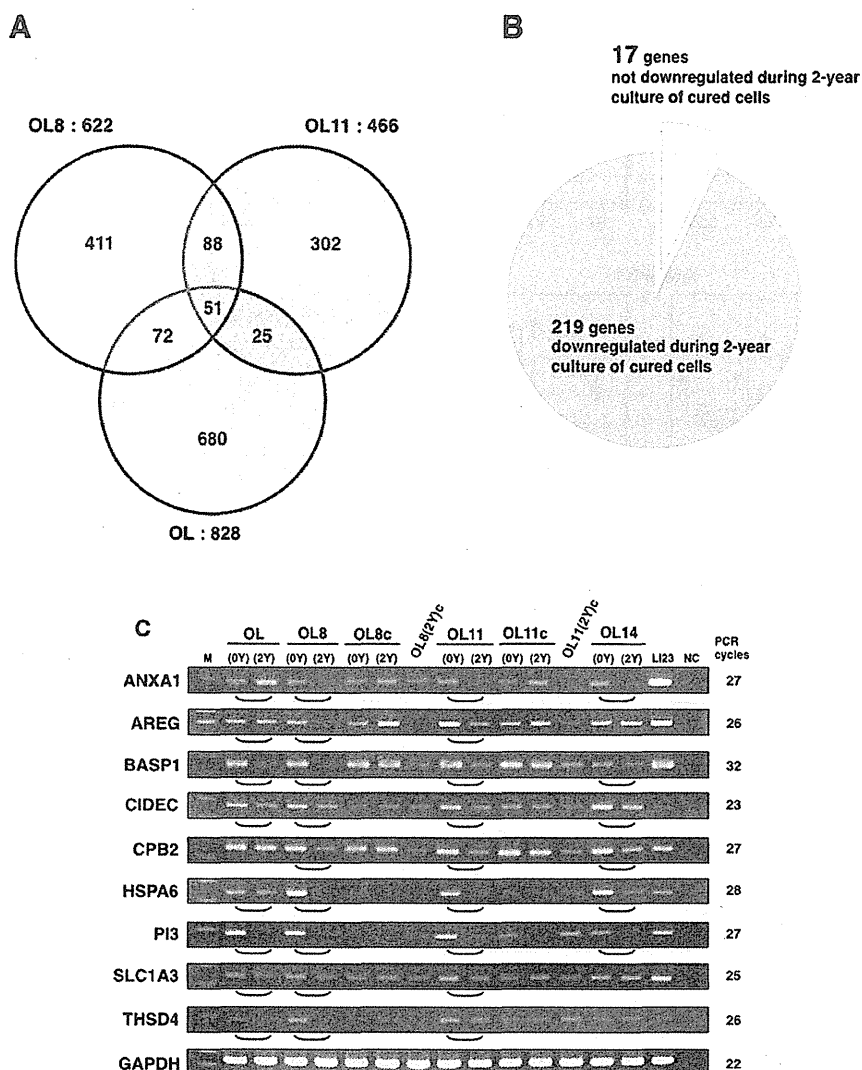 A
B
17 genes
not downregulated during 2-year
culture of cured cells
OL8 : 622
OL11 : 466
411
88
302
51
72
25
680
OL : 828
219 genes
downregulated during 2-year
culture of cured cells
C
OL OL8 OL8c OL8(2Y)c OL11 OL11c OL11(2Y)c OL14 PCR cycles
M (0Y) (2Y) (0Y) (2Y) (0Y) (2Y) (0Y) (2Y) (0Y) (2Y) (0Y) (2Y) LI23 NC
ANXA1 27
AREG 26
BASP1 32
CIDEC 23
CPB2 27
HSPA6 28
PI3 27
SLC1A3 25
THSD4 26
GAPDH 22